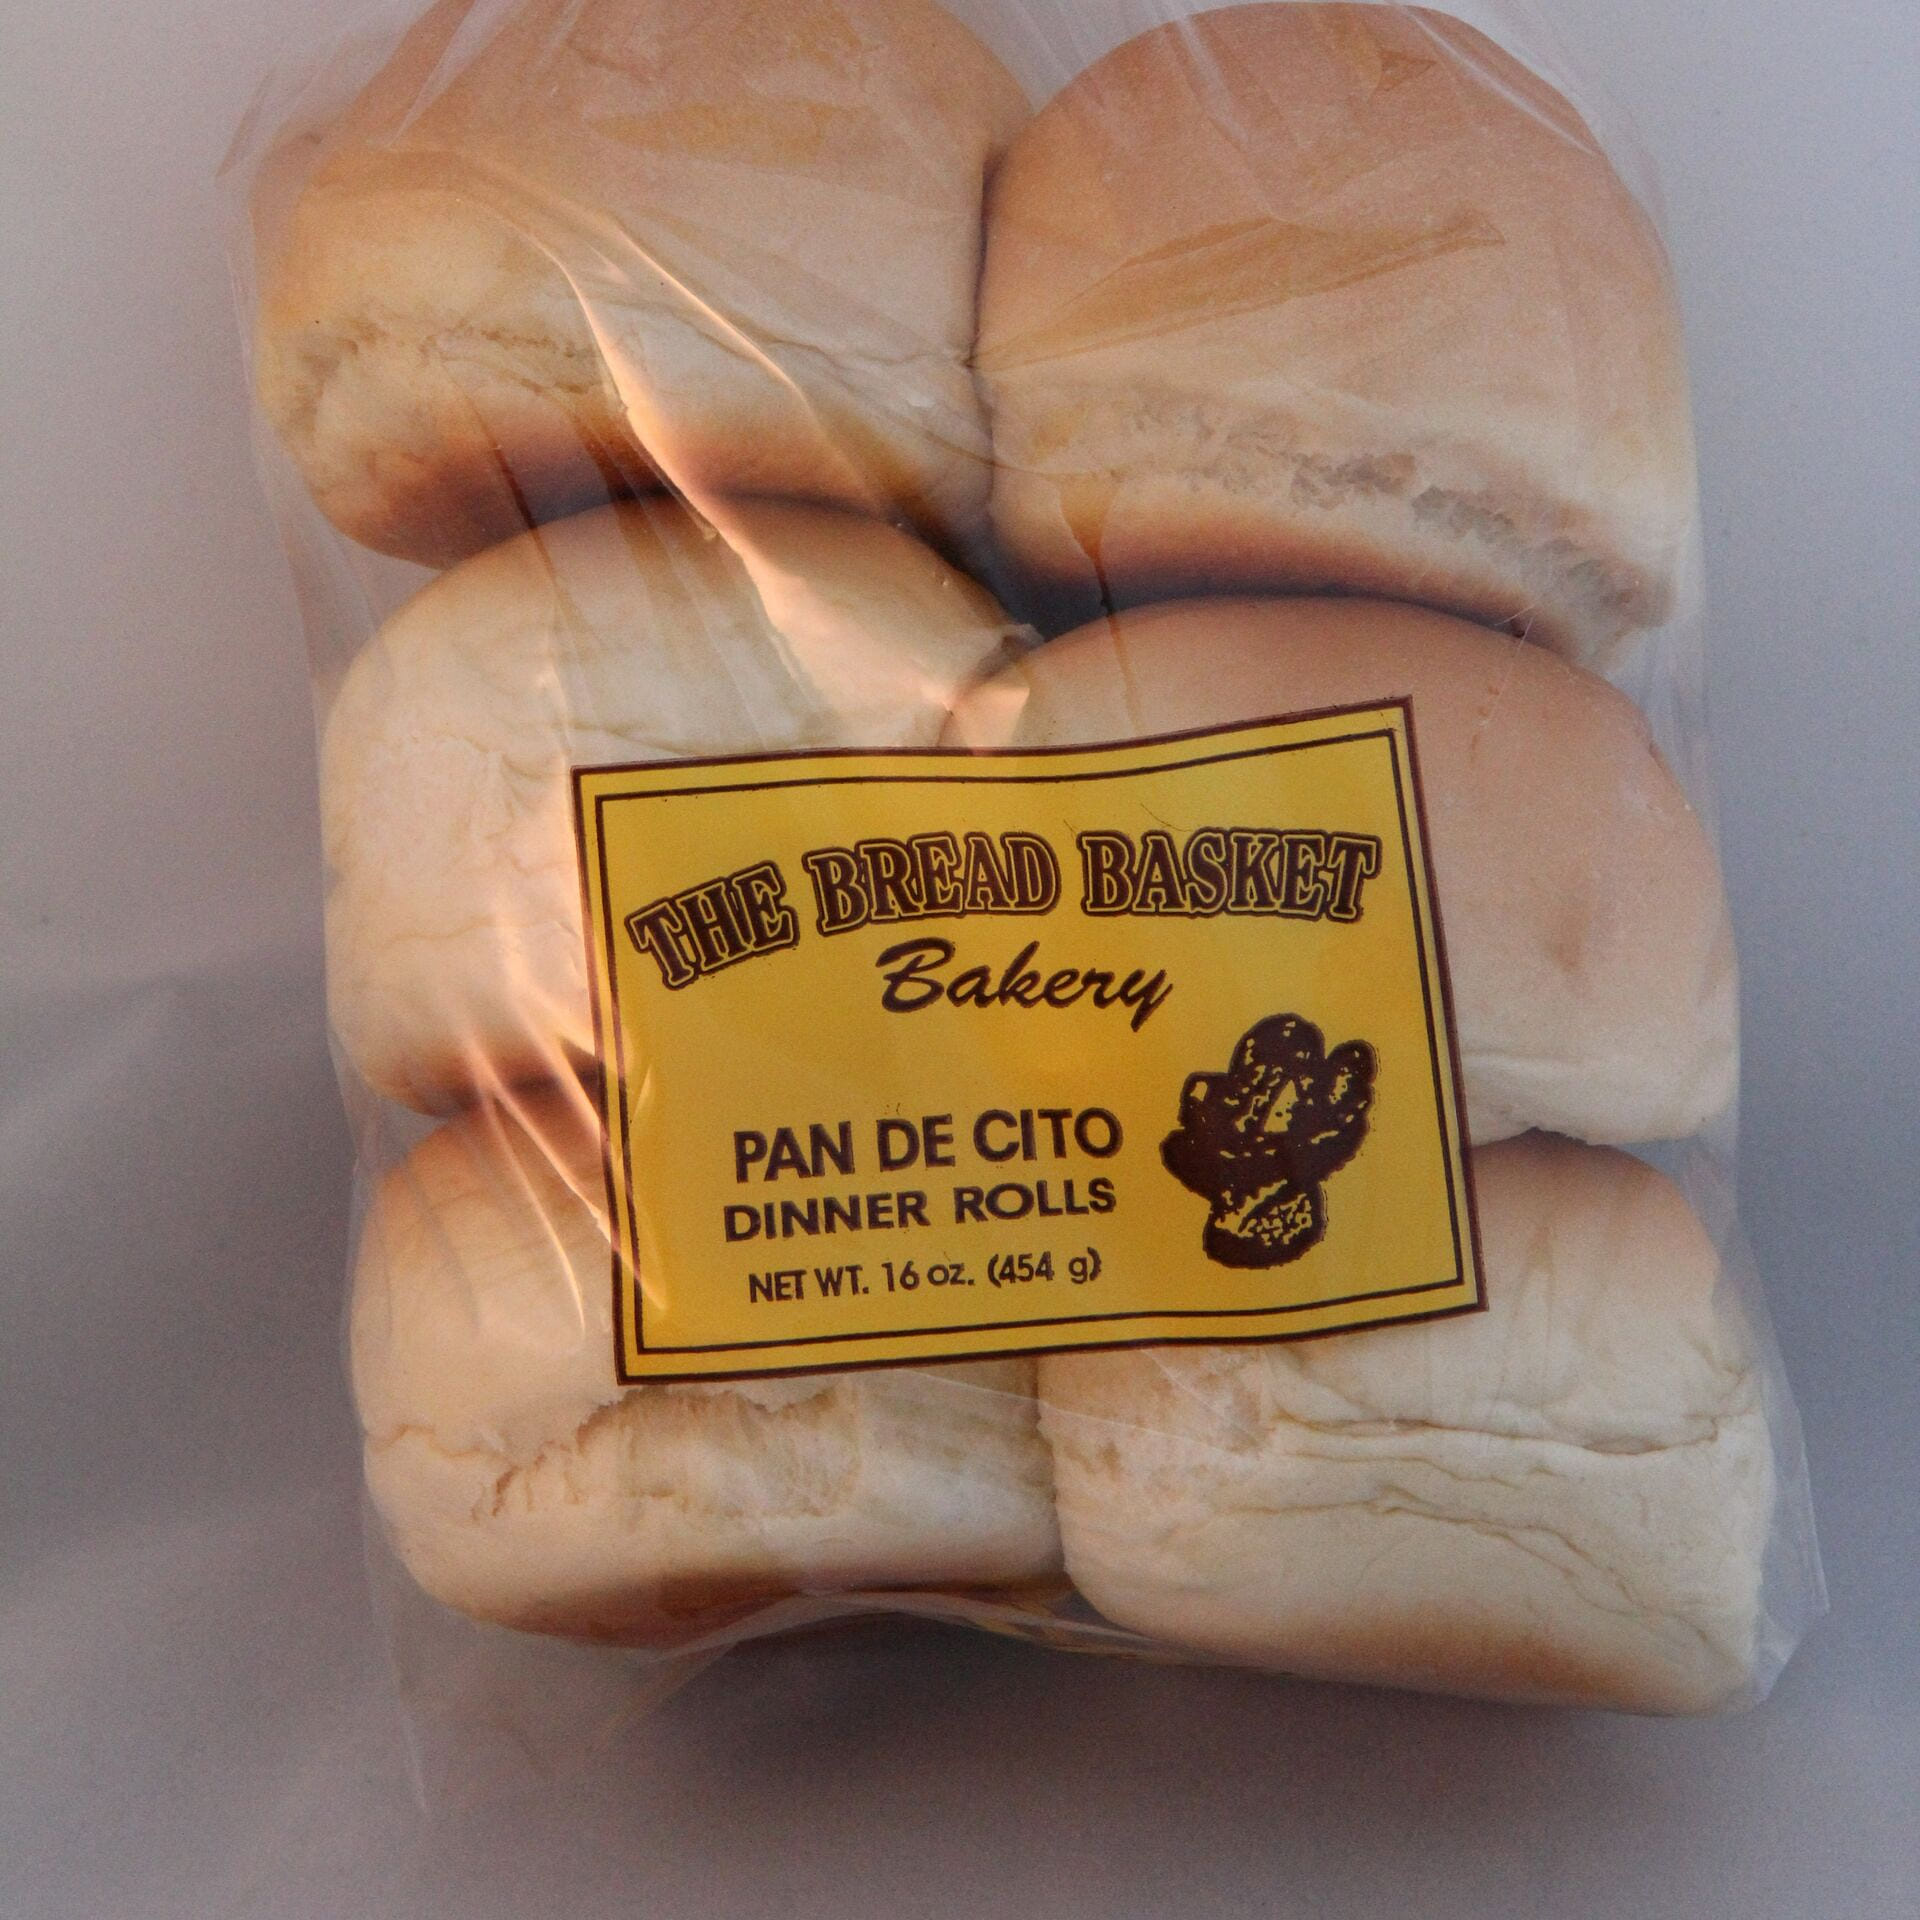 THE BREAD BASKET
Bakery
PAN DE CITO
DINNER ROLLS
NET WT. 16 oz. (454 g)